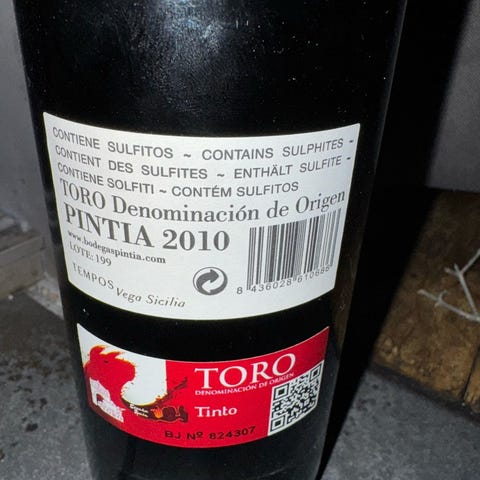 CONTIENE SULFITOS ~ CONTAINS SULPHITES -
CONTIENT DES SULFITES ~ ENTHÄLT SULFITE -
CONTIENE SOLFITI ~ CONTÉM SULFITOS
TORO Denominación de Origen
PINTIA 2010
www.bodegaspintia.com
LOTE: 199
8 436028 610686
TEMPOS Vega Sicilia
TORO
DENOMINACIÓN DE ORIGEN
Tinto
BJ Nº 824307